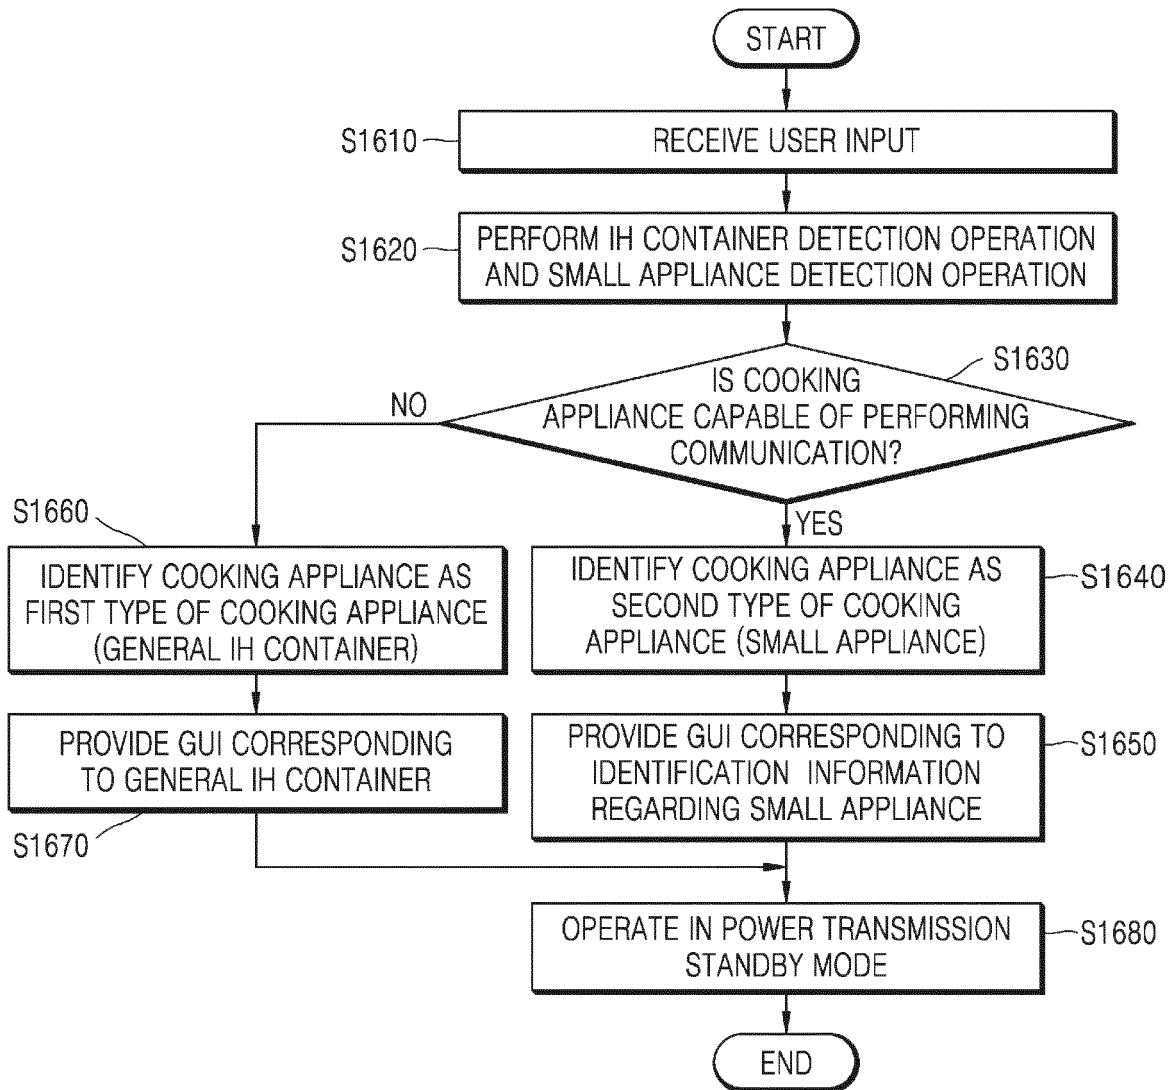 START
S1610
RECEIVE USER INPUT
S1620
PERFORM IH CONTAINER DETECTION OPERATION
AND SMALL APPLIANCE DETECTION OPERATION
S1630
IS COOKING
APPLIANCE CAPABLE OF PERFORMING
COMMUNICATION?
NO
YES
S1660
IDENTIFY COOKING APPLIANCE AS
FIRST TYPE OF COOKING APPLIANCE
(GENERAL IH CONTAINER)
IDENTIFY COOKING APPLIANCE AS
SECOND TYPE OF COOKING
APPLIANCE (SMALL APPLIANCE)
S1640
PROVIDE GUI CORRESPONDING
TO GENERAL IH CONTAINER
S1670
PROVIDE GUI CORRESPONDING TO
IDENTIFICATION INFORMATION
REGARDING SMALL APPLIANCE
S1650
OPERATE IN POWER TRANSMISSION
STANDBY MODE
S1680
END